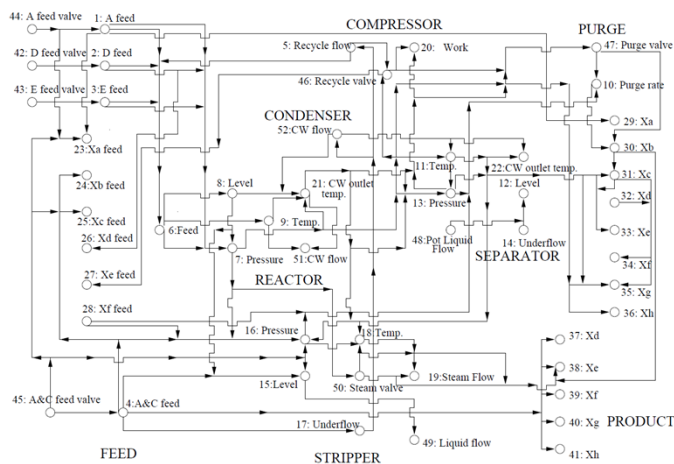 44: A feed valve
1: A feed
COMPRESSOR
PURGE
5: Recycle flow
20: Work
47: Purge valve
42: D feed valve
2: D feed
46: Recycle valve
10: Purge rate
43: E feed valve
3:E feed
CONDENSER
29: Xa
52:CW flow
23:Xa feed
30: Xb
11:Temp.
22:CW outlet temp.
31: Xc
24:Xb feed
8: Level
21: CW outlet
temp.
12: Level
13: Pressure
32: Xd
25:Xc feed
9: Temp.
6:Feed
48:Pot Liquid
Flow
14: Underflow
33: Xe
26: Xd feed
51:CW flow
7: Pressure
SEPARATOR
34: Xf
27: Xe feed
REACTOR
35: Xg
28: Xf feed
36: Xh
16: Pressure
18:Temp.
37: Xd
38: Xe
15:Level
50: Steam valve
19:Steam Flow
39: Xf
45: A&C feed valve
4:A&C feed
17: Underflow
40: Xg
PRODUCT
49: Liquid flow
41: Xh
FEED
STRIPPER